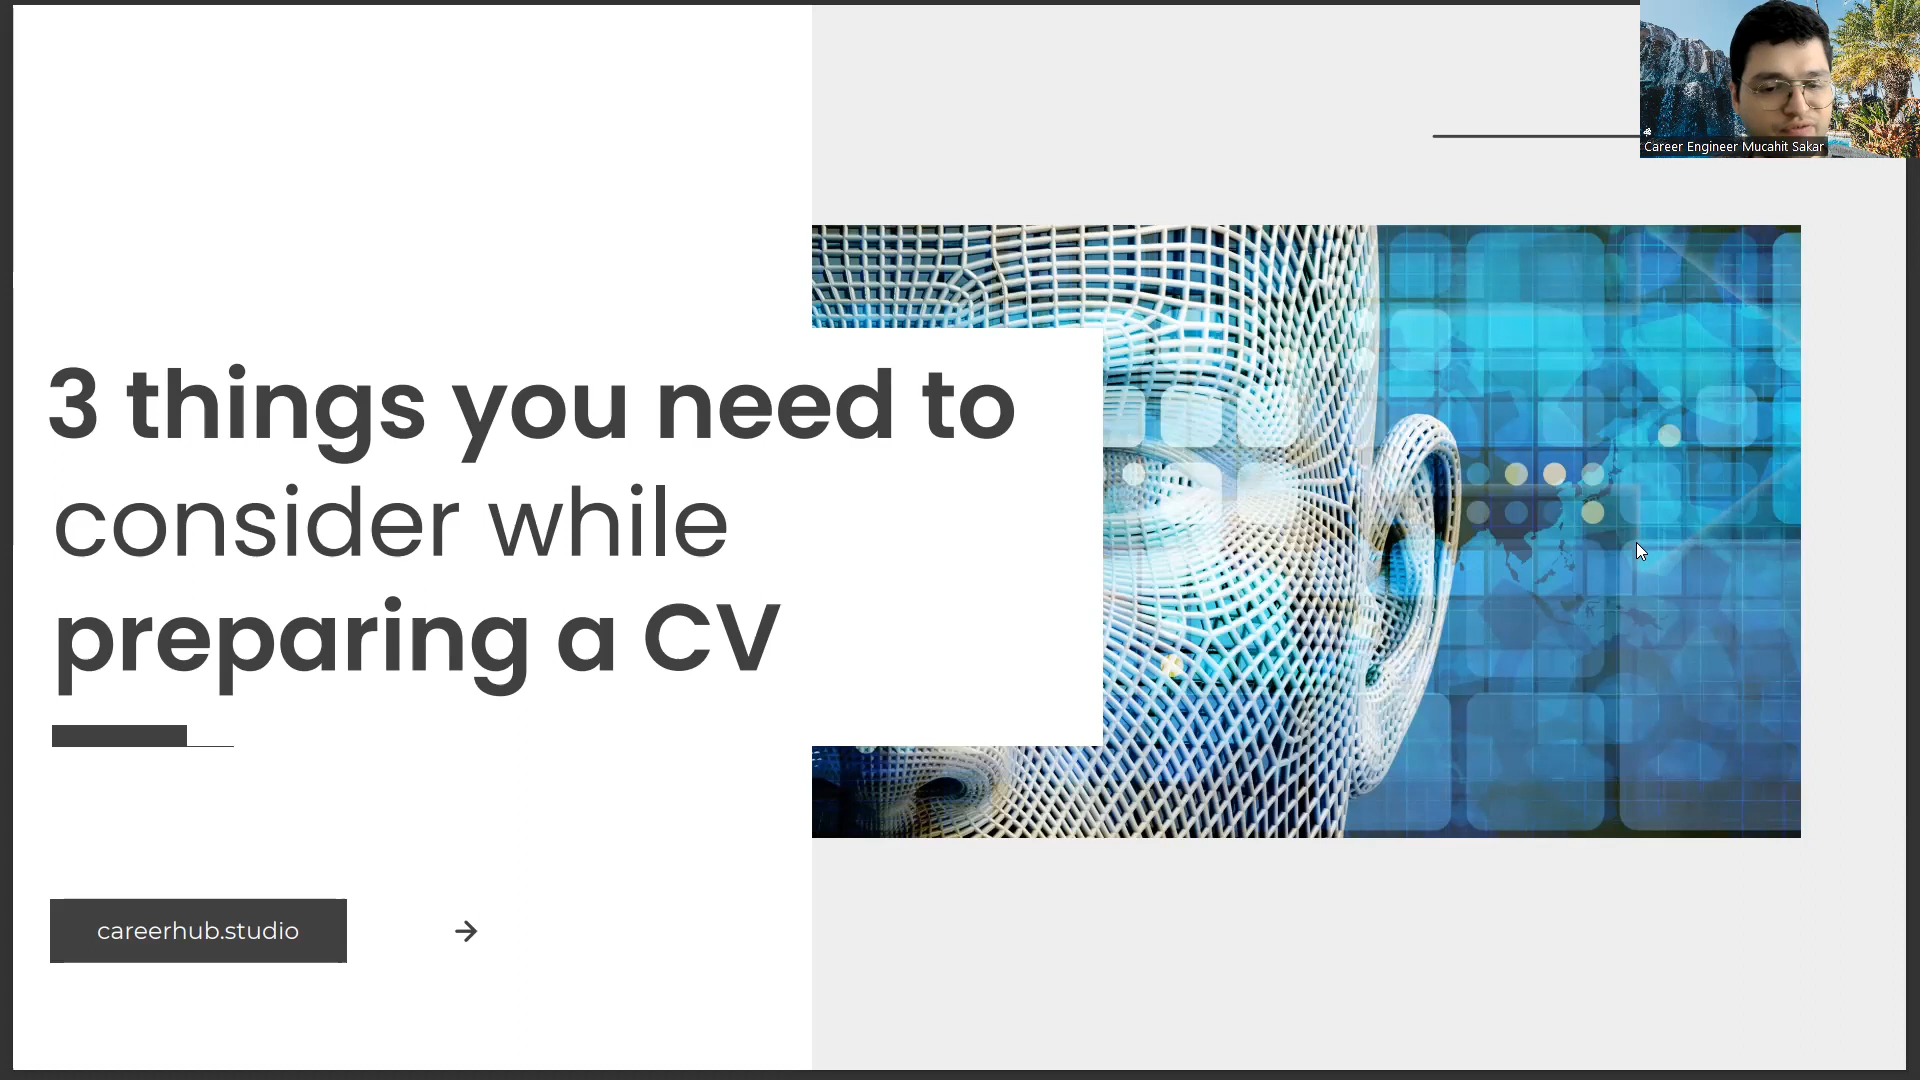 Career Engineer Mucahit Sakar
3 things you need to
consider while
preparing a CV
careerhub.studio